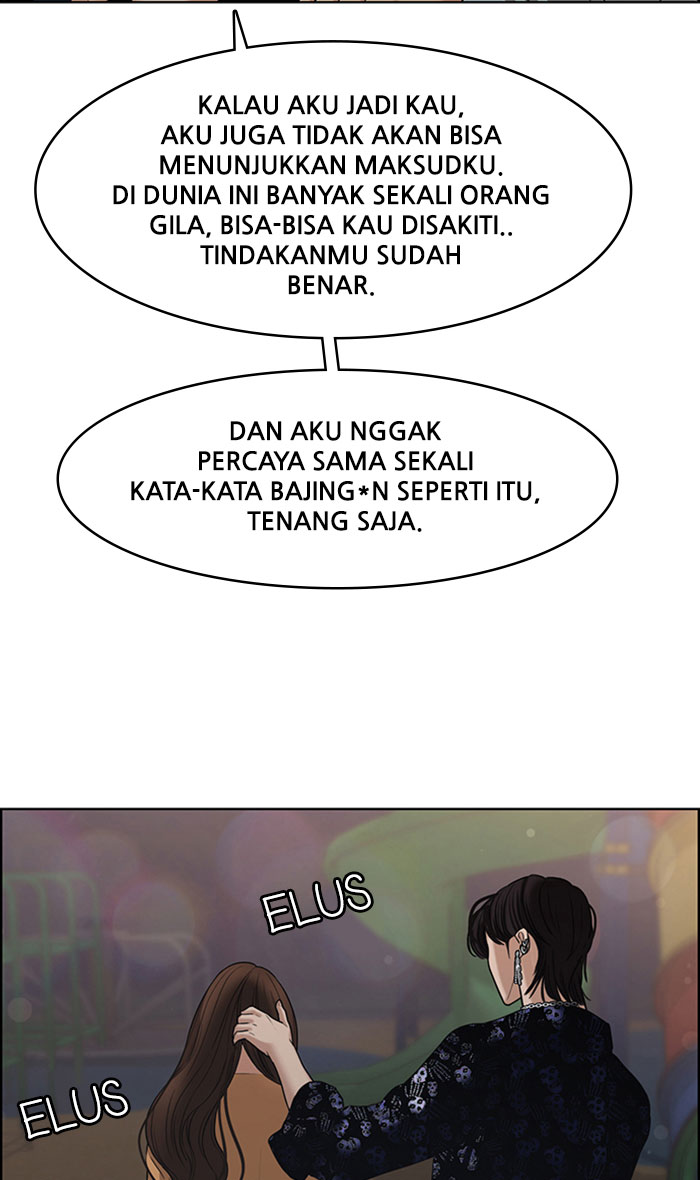 KALAU AKU JADI KAU,
AKU JUGA TIDAK AKAN BISA
MENUNJUKKAN MAKSUDKU.
DI DUNIA INI BANYAK SEKALI ORANG
GILA, BISA-BISA KAU DISAKITI..
TINDAKANMU SUDAH
BENAR.
DAN AKU NGGAK
PERCAYA SAMA SEKALI
KATA-KATA BAJING*N SEPERTI ITU,
TENANG SAJA.
ELUS
ELUS